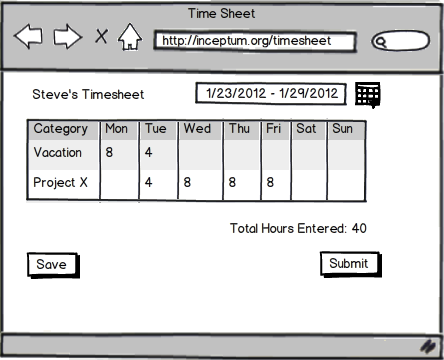 Time Sheet
http://inceptum.org/timesheet
Steve's Timesheet 1/23/2012 - 1/29/2012
Category Mon Tue Wed Thu Fri Sat Sun
Vacation 8 4
Project X 4 8 8 8
Total Hours Entered: 40
Save Submit